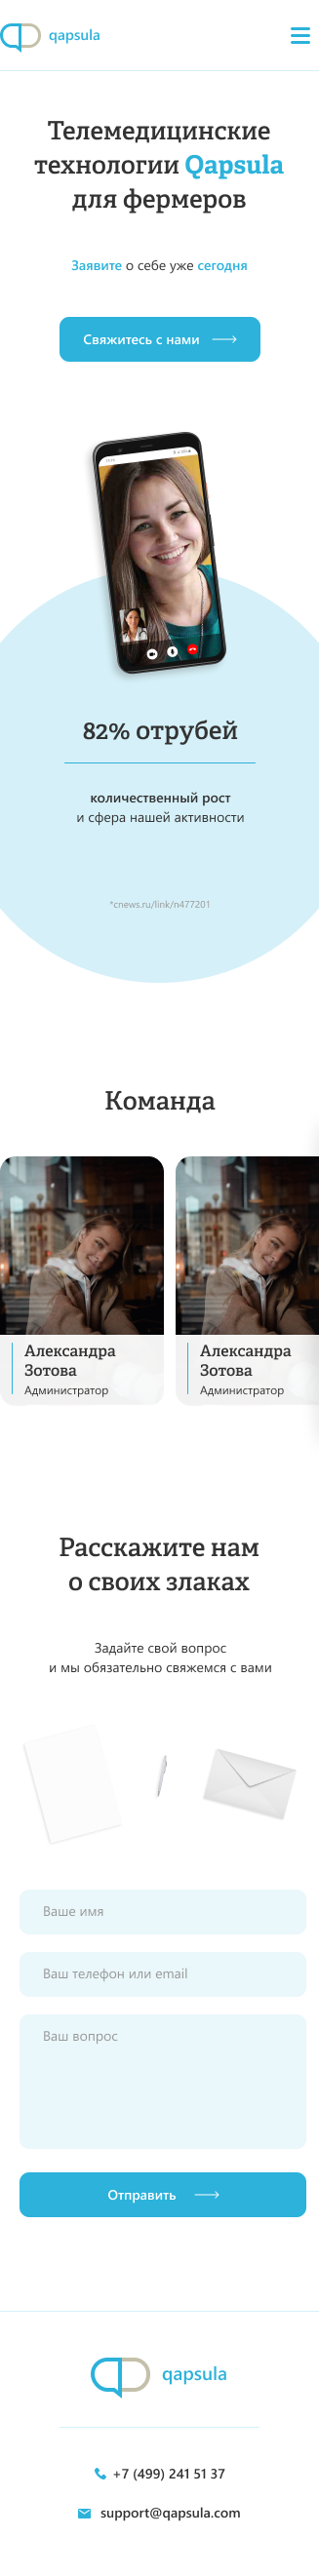 qapsula
Телемедицинские
технологии Qapsula
для фермеров
Заявите о себе уже сегодня
Свяжитесь с нами
82% отрубей
количественный рост
и сфера нашей активности
*cnews.ru/link/n477201
Команда
Александра
Зотова
Администратор
Александра
Зотова
Администратор
Расскажите нам
о своих злаках
Задайте свой вопрос
и мы обязательно свяжемся с вами
Ваше имя
Ваш телефон или email
Ваш вопрос
Отправить
qapsula
+7 (499) 241 51 37
support@qapsula.com